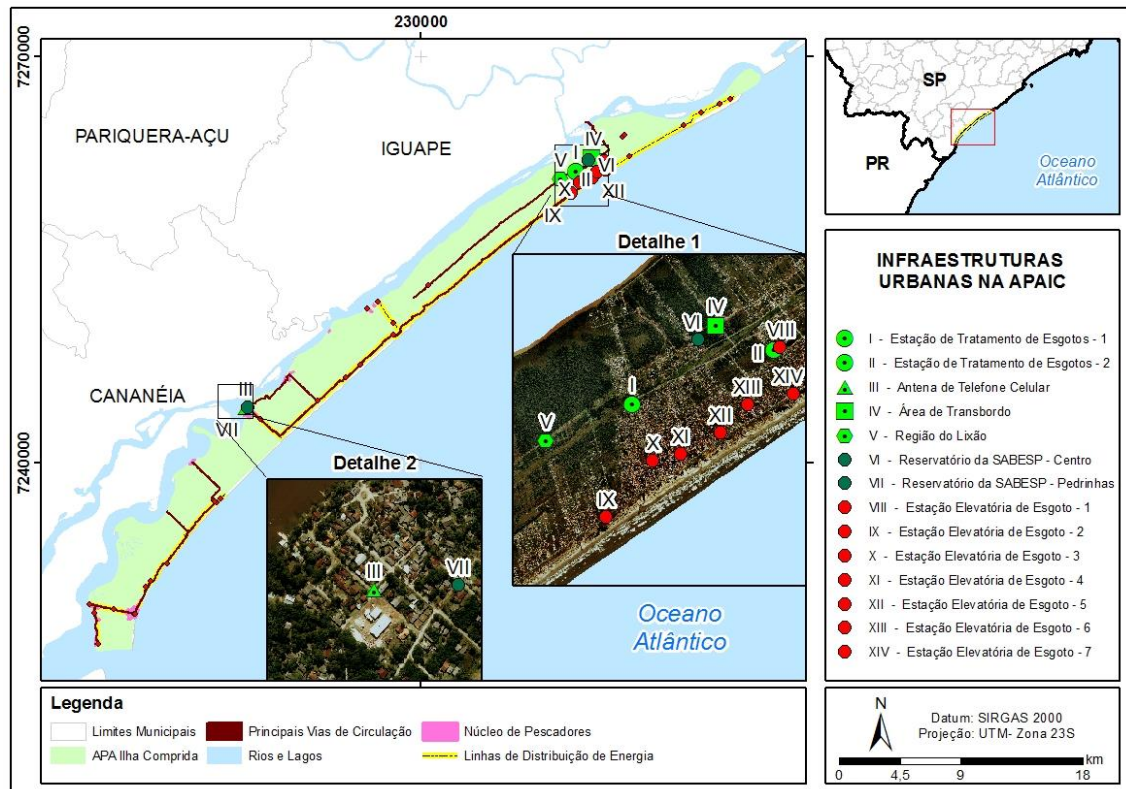 230000
7270000
7240000
PARIQUERA-AÇU
IGUAPE
CANANÉIA
IV
I
V
VI
II
X
XII
IX
III
VII
Detalhe 1
IV
VI
VIII
II
XIV
XIII
I
XII
V
XI
X
IX
Detalhe 2
III
VII
Oceano
Atlântico
SP
PR
Oceano
Atlântico
INFRAESTRUTURAS
URBANAS NA APAIC
I - Estação de Tratamento de Esgotos - 1
II - Estação de Tratamento de Esgotos - 2
III - Antena de Telefone Celular
IV - Área de Transbordo
V - Região do Lixão
VI - Reservatório da SABESP - Centro
VII - Reservatório da SABESP - Pedrinhas
VIII - Estação Elevatória de Esgoto - 1
IX - Estação Elevatória de Esgoto - 2
X - Estação Elevatória de Esgoto - 3
XI - Estação Elevatória de Esgoto - 4
XII - Estação Elevatória de Esgoto - 5
XIII - Estação Elevatória de Esgoto - 6
XIV - Estação Elevatória de Esgoto - 7
Legenda
Limites Municipais
Principais Vias de Circulação
Núcleo de Pescadores
APA Ilha Comprida
Rios e Lagos
Linhas de Distribuição de Energia
N
Datum: SIRGAS 2000
Projeção: UTM- Zona 23S
km
0 4,5 9 18